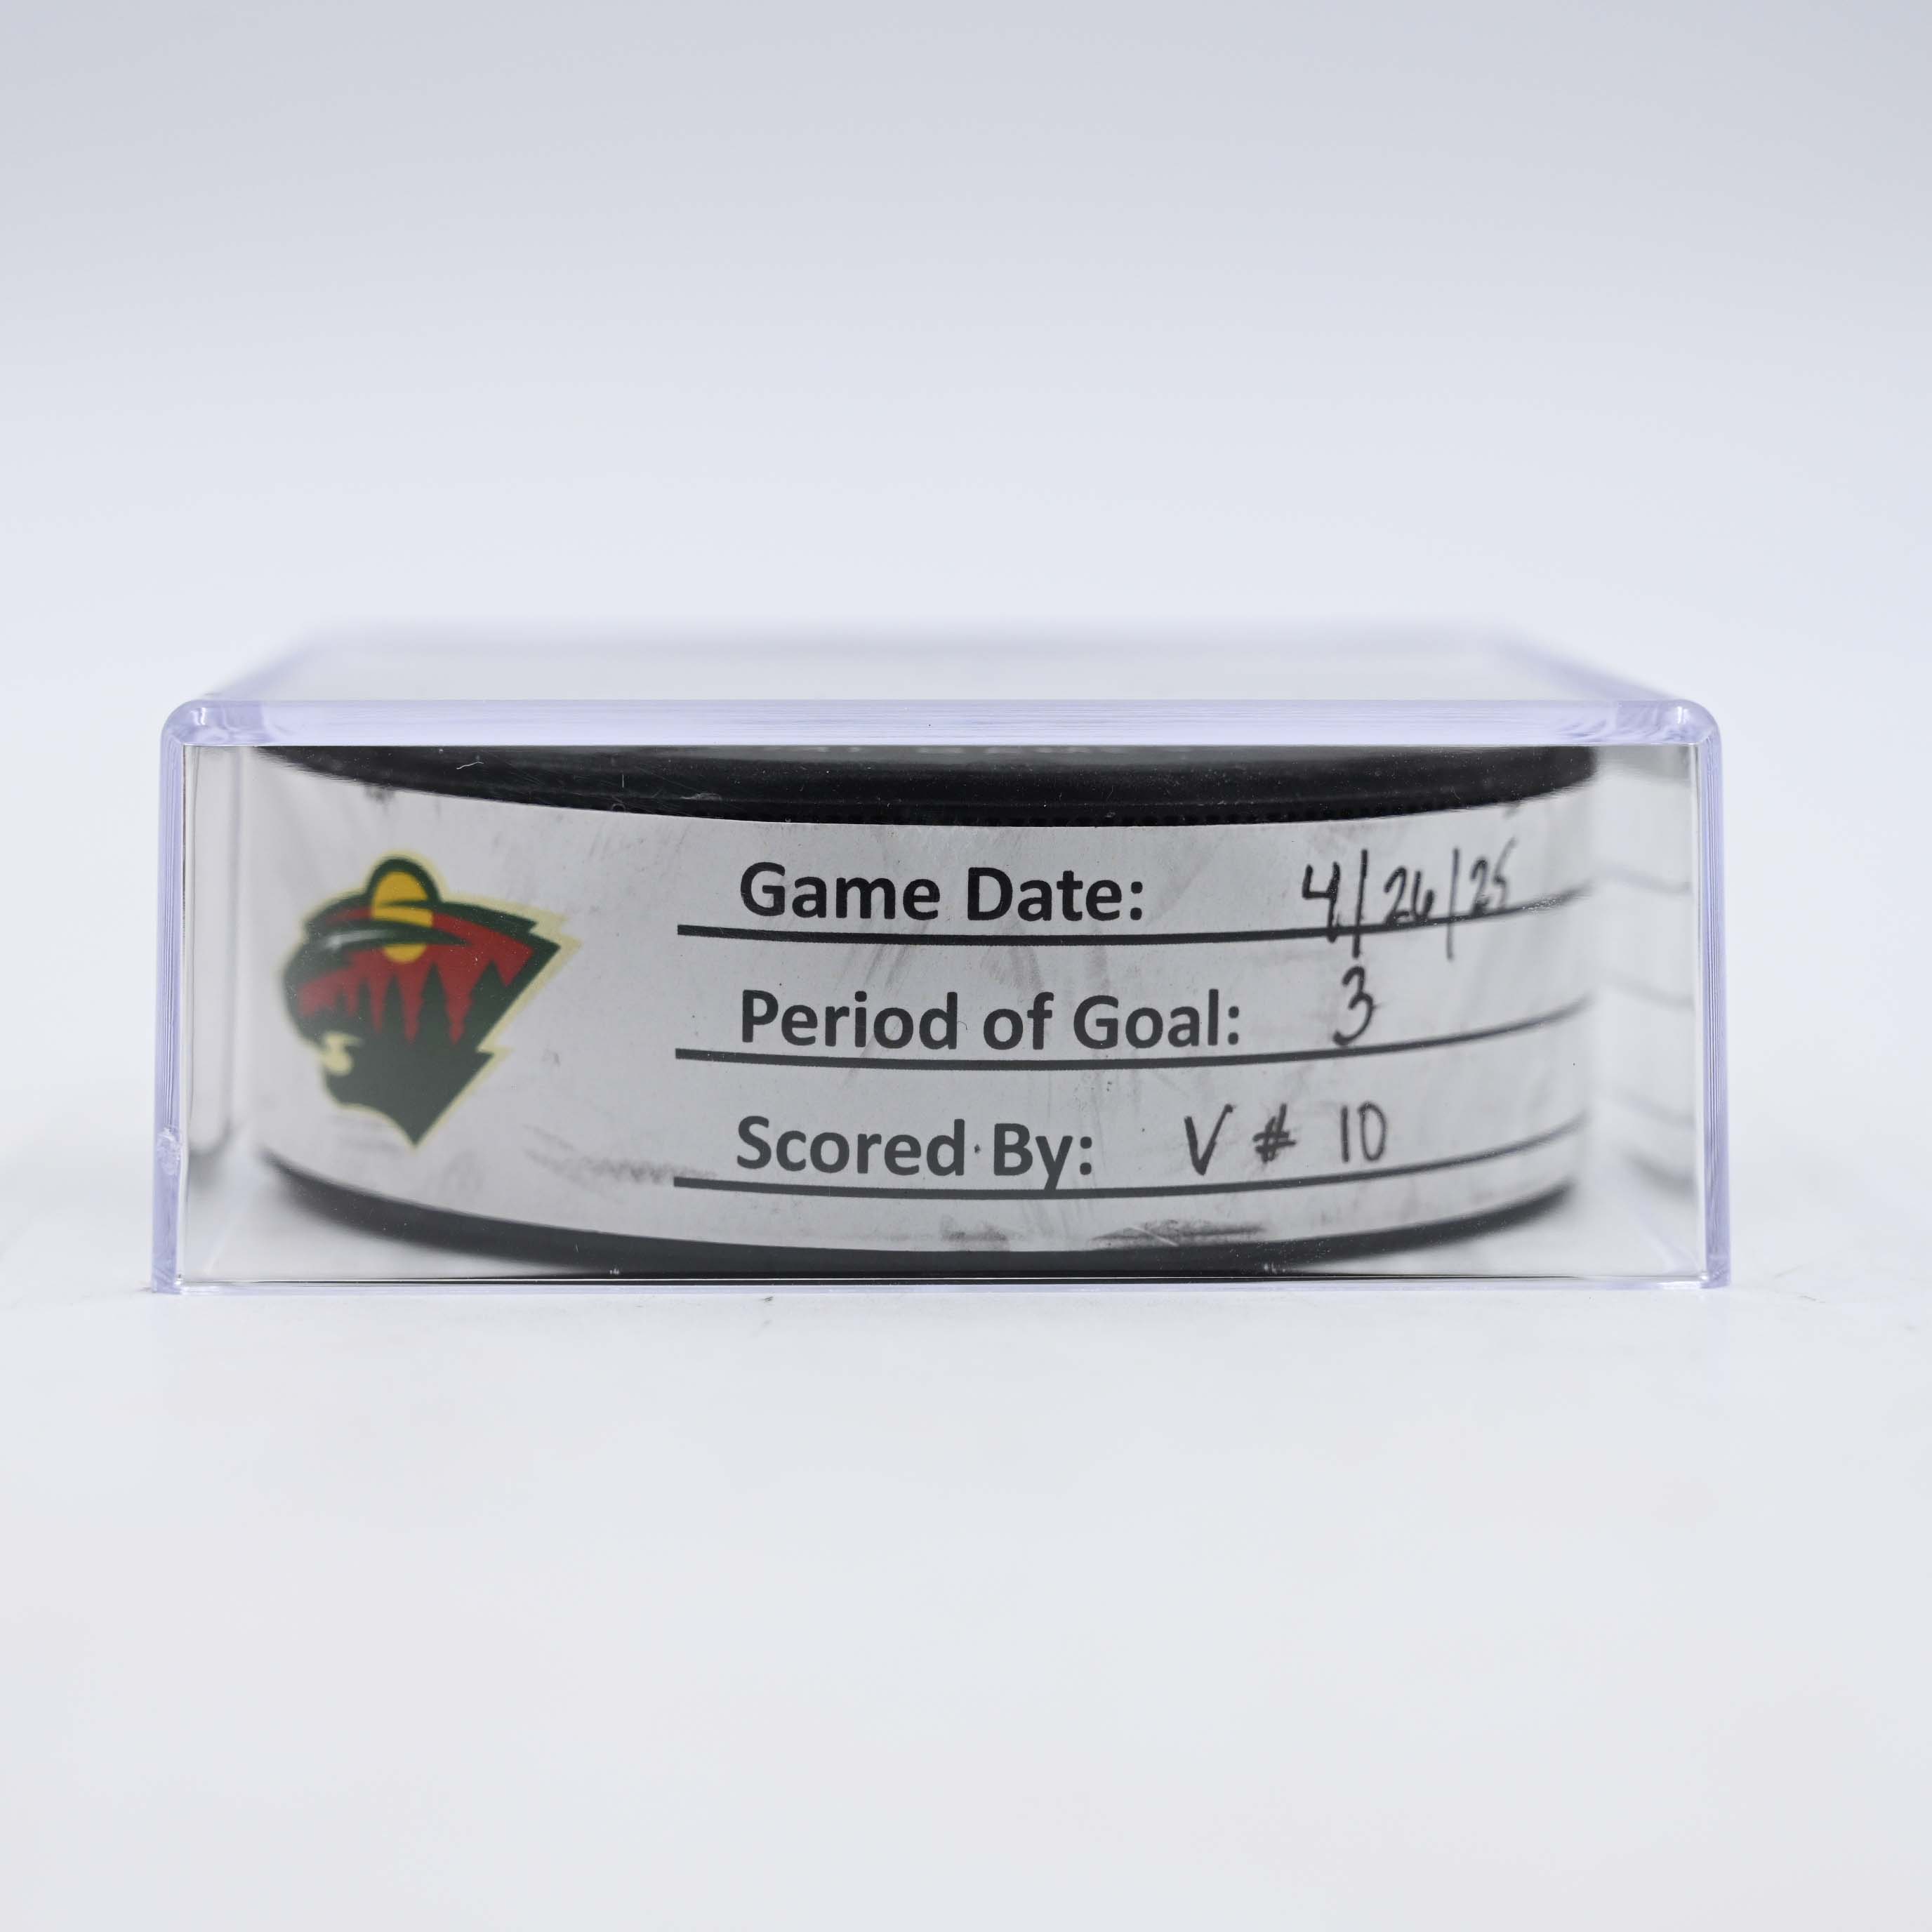 Game Date: 4/26/25
Period of Goal: 3
Scored By: V # 10